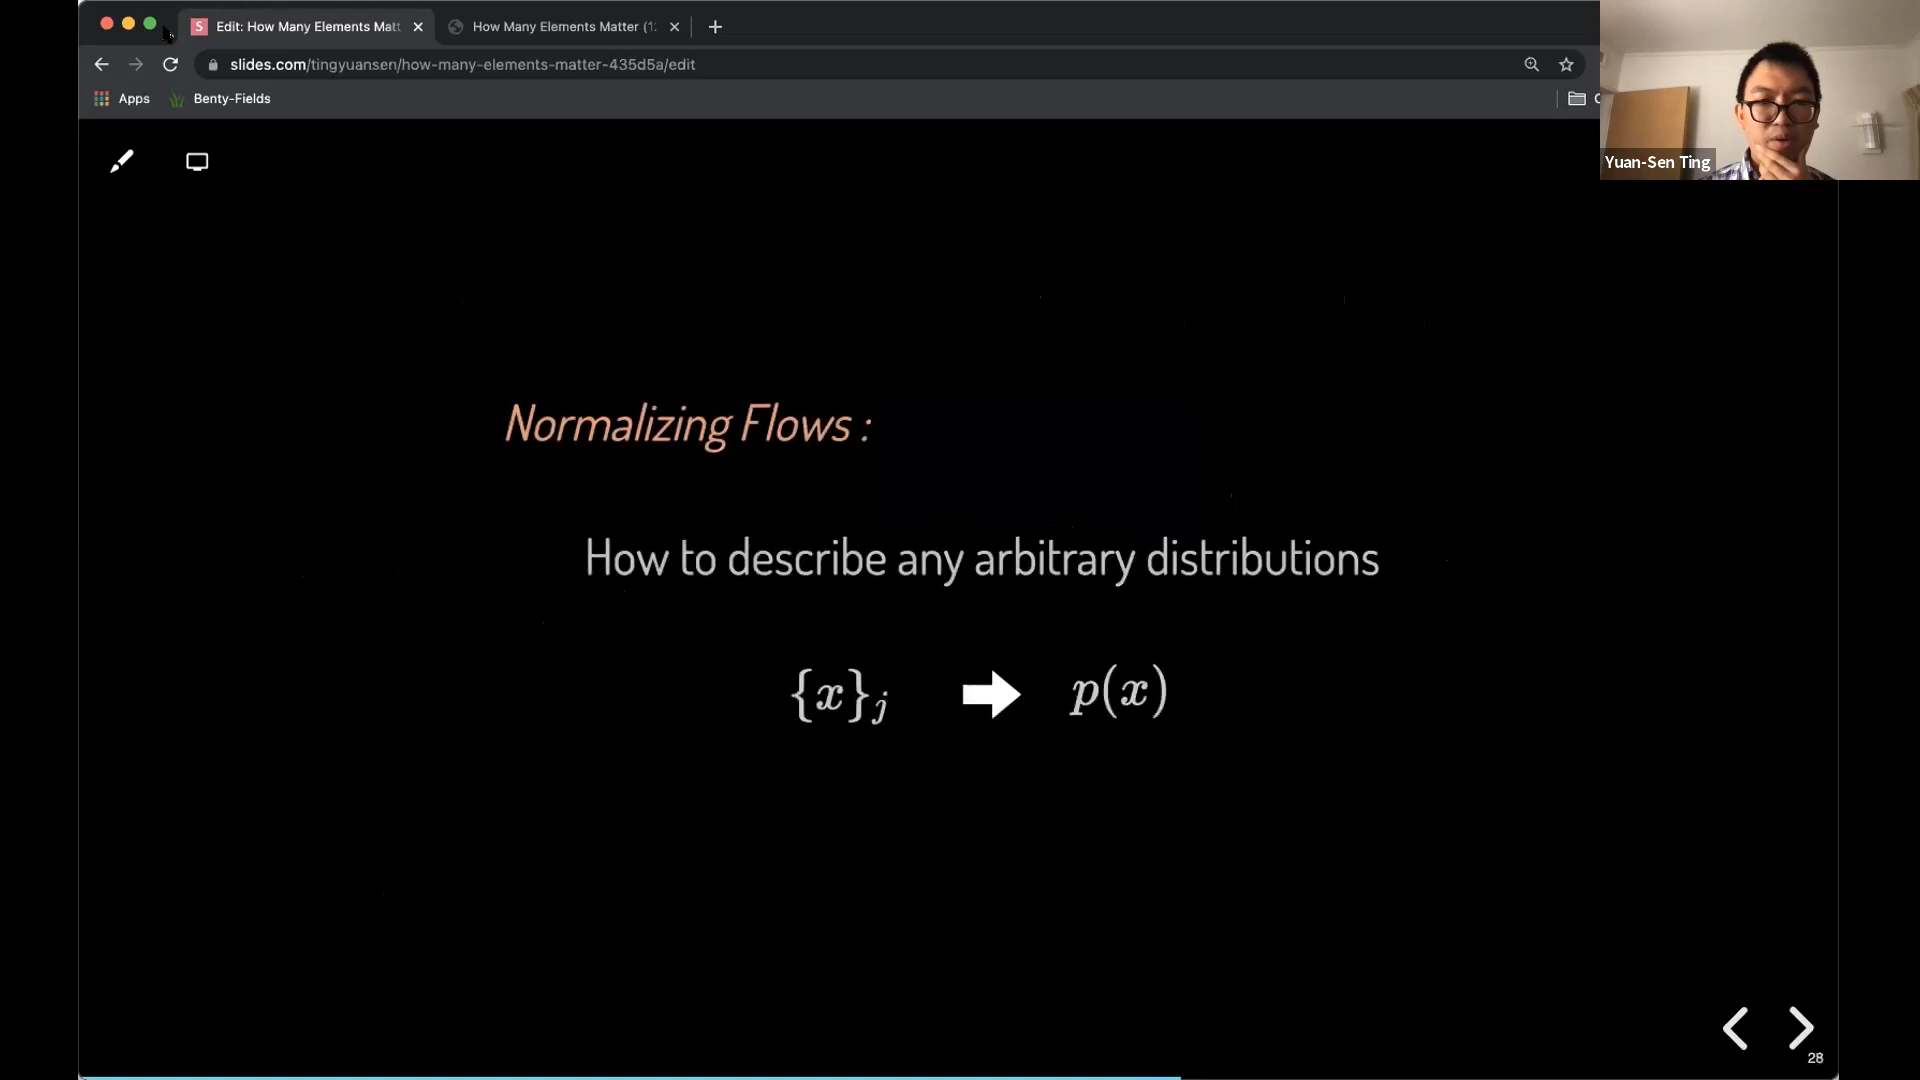 Edit: How Many Elements Matt
How Many Elements Matter (1
slides.com/tingyuansen/how-many-elements-matter-435d5a/edit
Apps
Benty-Fields
Yuan-Sen Ting
Normalizing Flows :
How to describe any arbitrary distributions
{x}j p(x)
28